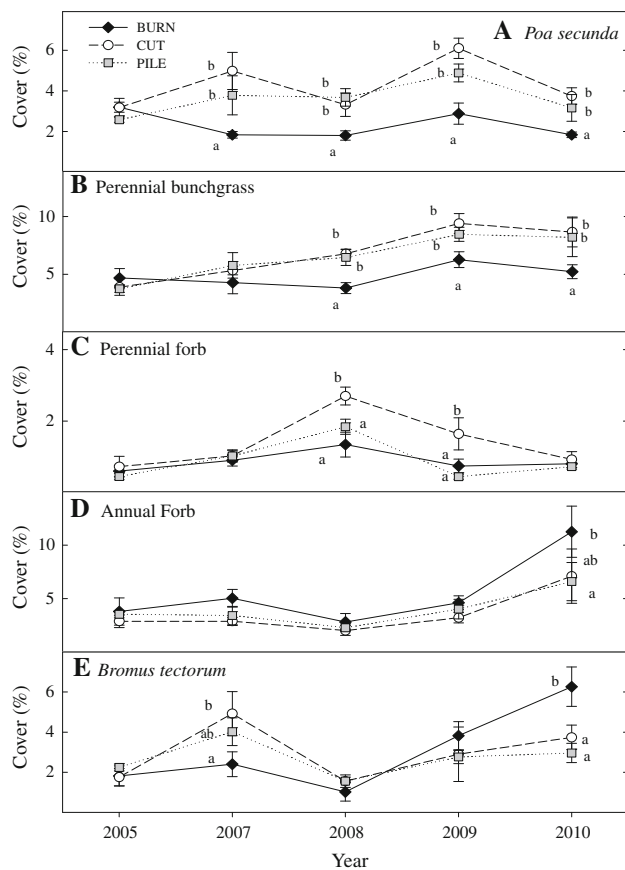 BURN
CUT
PILE
A Poa secunda
Cover (%)
6
4
2
b
b
b
b
b
b
b
b
a
a
a
a
B Perennial bunchgrass
Cover (%)
10
5
b
b
b
b
b
b
a
a
a
C Perennial forb
Cover (%)
4
2
b
a
a
b
a
a
D Annual Forb
Cover (%)
10
5
b
ab
a
E Bromus tectorum
Cover (%)
6
4
2
b
ab
a
b
a
a
2005 2007 2008 2009 2010
Year